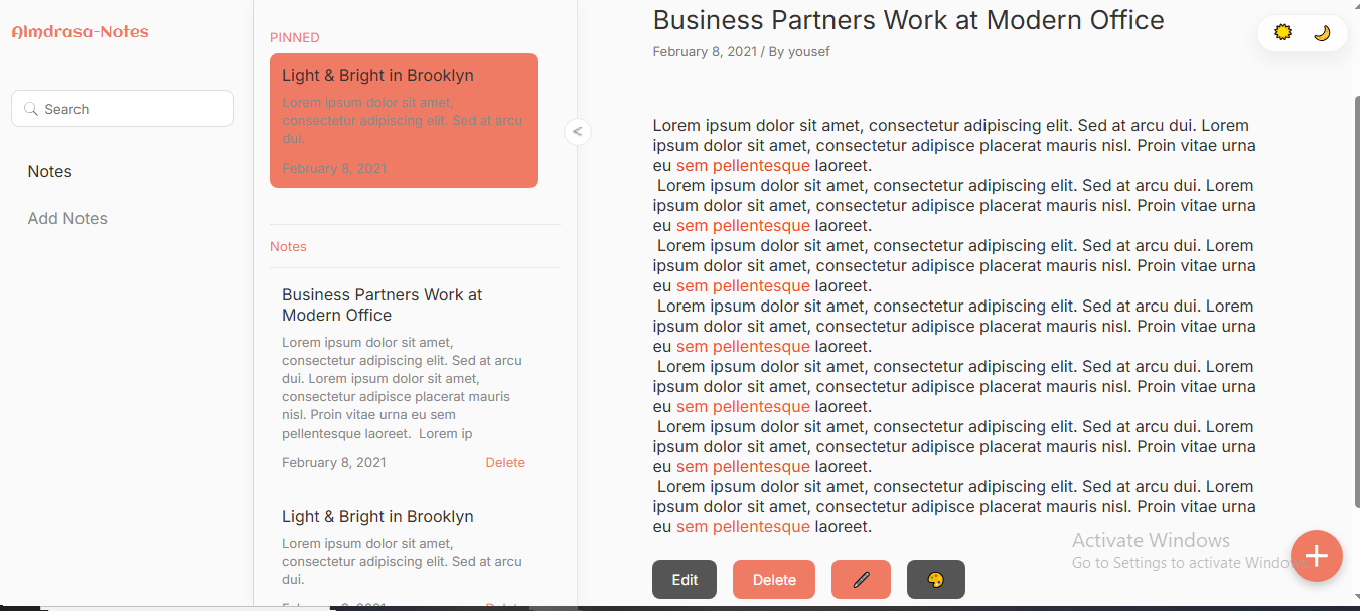 Almdrasa-Notes
Search
Notes
Add Notes
PINNED
Light & Bright in Brooklyn
Lorem ipsum dolor sit amet,
consectetur adipiscing elit. Sed at arcu
dui.
February 8, 2021
Notes
Business Partners Work at
Modern Office
Lorem ipsum dolor sit amet,
consectetur adipiscing elit. Sed at arcu
dui. Lorem ipsum dolor sit amet,
consectetur adipisce placerat mauris
nisl. Proin vitae urna eu sem
pellentesque laoreet. Lorem ip
February 8, 2021 Delete
Light & Bright in Brooklyn
Lorem ipsum dolor sit amet,
consectetur adipiscing elit. Sed at arcu
dui.
<
Business Partners Work at Modern Office
February 8, 2021 / By yousef
Lorem ipsum dolor sit amet, consectetur adipiscing elit. Sed at arcu dui. Lorem
ipsum dolor sit amet, consectetur adipisce placerat mauris nisl. Proin vitae urna
eu sem pellentesque laoreet.
Lorem ipsum dolor sit amet, consectetur adipiscing elit. Sed at arcu dui. Lorem
ipsum dolor sit amet, consectetur adipisce placerat mauris nisl. Proin vitae urna
eu sem pellentesque laoreet.
Lorem ipsum dolor sit amet, consectetur adipiscing elit. Sed at arcu dui. Lorem
ipsum dolor sit amet, consectetur adipisce placerat mauris nisl. Proin vitae urna
eu sem pellentesque laoreet.
Lorem ipsum dolor sit amet, consectetur adipiscing elit. Sed at arcu dui. Lorem
ipsum dolor sit amet, consectetur adipisce placerat mauris nisl. Proin vitae urna
eu sem pellentesque laoreet.
Lorem ipsum dolor sit amet, consectetur adipiscing elit. Sed at arcu dui. Lorem
ipsum dolor sit amet, consectetur adipisce placerat mauris nisl. Proin vitae urna
eu sem pellentesque laoreet.
Lorem ipsum dolor sit amet, consectetur adipiscing elit. Sed at arcu dui. Lorem
ipsum dolor sit amet, consectetur adipisce placerat mauris nisl. Proin vitae urna
eu sem pellentesque laoreet.
Lorem ipsum dolor sit amet, consectetur adipiscing elit. Sed at arcu dui. Lorem
ipsum dolor sit amet, consectetur adipisce placerat mauris nisl. Proin vitae urna
eu sem pellentesque laoreet.
Edit Delete
Activate Windows
Go to Settings to activate Windows
+